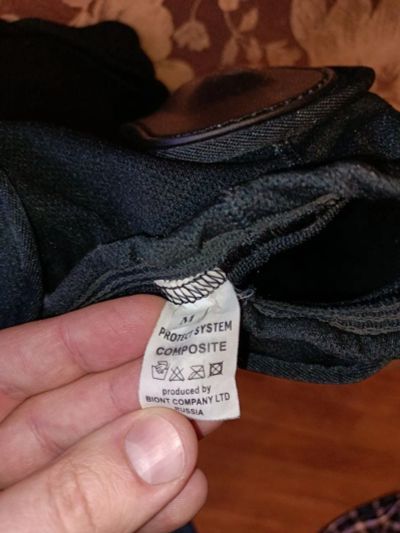 M
PROTECT SYSTEM
COMPOSITE
produced by
BIONT COMPANY LTD
RUSSIA